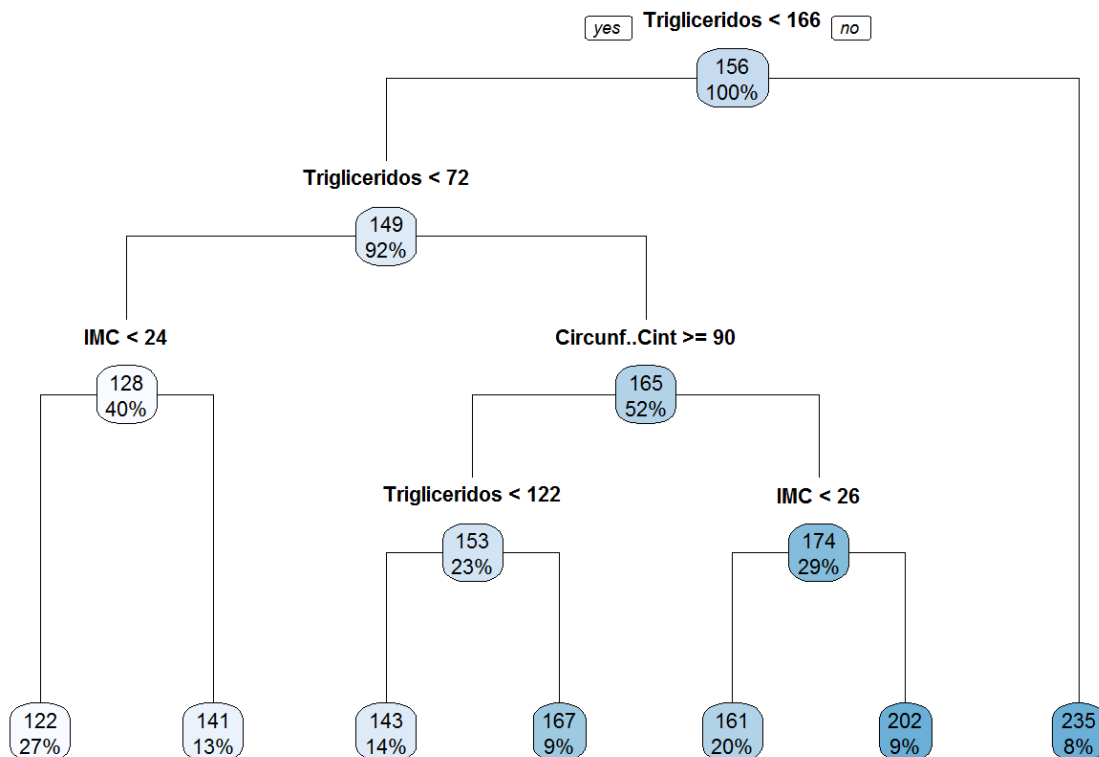 yes Trigliceridos < 166 no
156
100%
Trigliceridos < 72
149
92%
IMC < 24 Circunf..Cint >= 90
128 165
40% 52%
Trigliceridos < 122 IMC < 26
153 174
23% 29%
122 141 143 167 161 202 235
27% 13% 14% 9% 20% 9% 8%